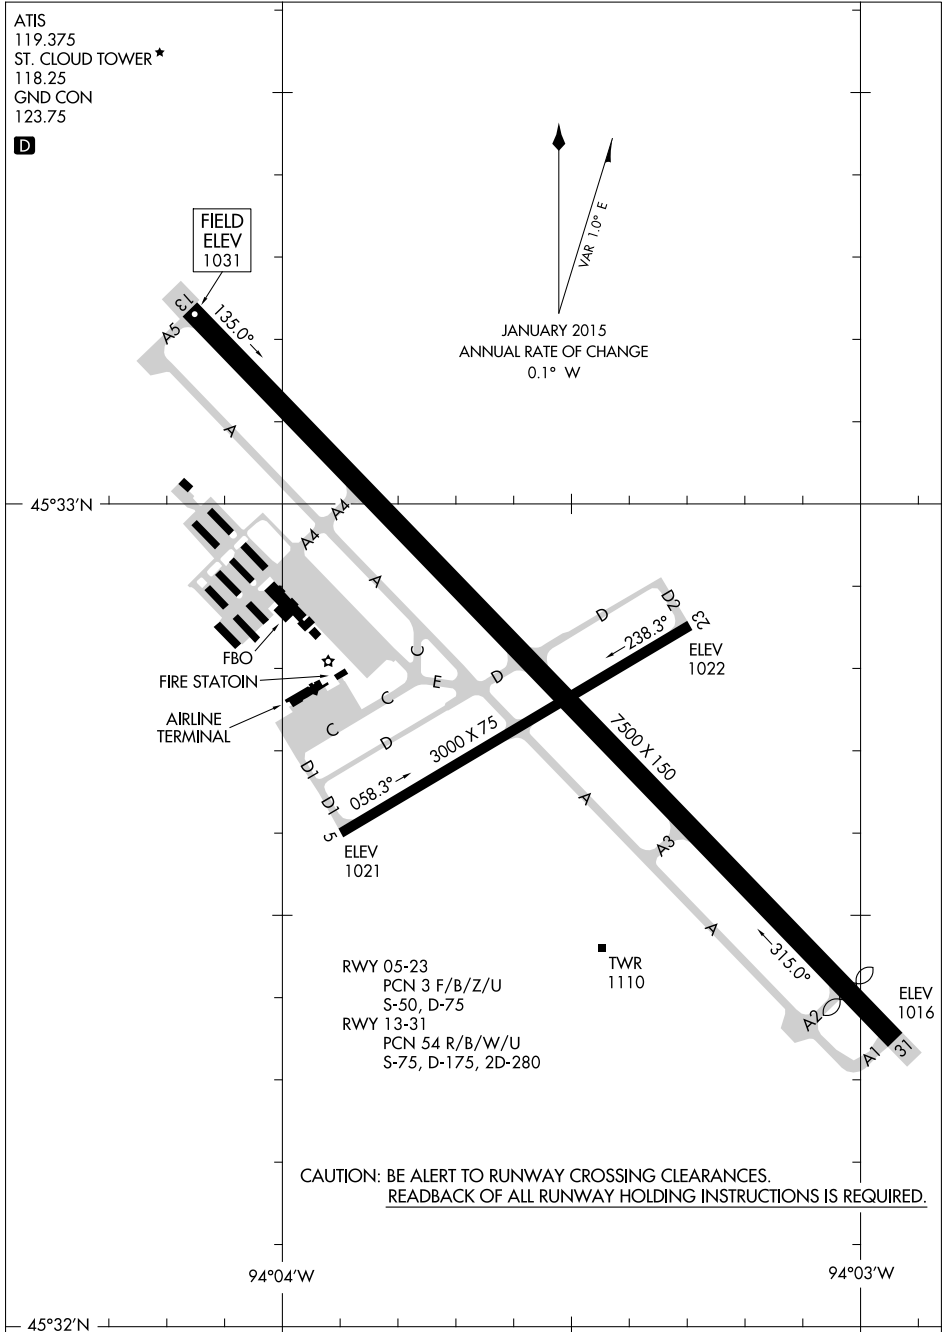 ATIS
119.375
ST. CLOUD TOWER ★
118.25
GND CON
123.75
D
FIELD
ELEV
1031
VAR 1.0° E
JANUARY 2015
ANNUAL RATE OF CHANGE
0.1° W
13
135.0°
A5
A
45°33'N
A4
A4
A
D2
23
D
238.3°
ELEV
1022
C
FBO
FIRE STATOIN
E
D
AIRLINE
TERMINAL
C
C
D
3000 X 75
7500 X 150
D1
D1
058.3°
5
ELEV
1021
A
A3
A
315.0°
TWR
1110
ELEV
1016
A2
A1
31
RWY 05-23
PCN 3 F/B/Z/U
S-50, D-75
RWY 13-31
PCN 54 R/B/W/U
S-75, D-175, 2D-280
CAUTION: BE ALERT TO RUNWAY CROSSING CLEARANCES.
READBACK OF ALL RUNWAY HOLDING INSTRUCTIONS IS REQUIRED.
94°04'W
94°03'W
45°32'N